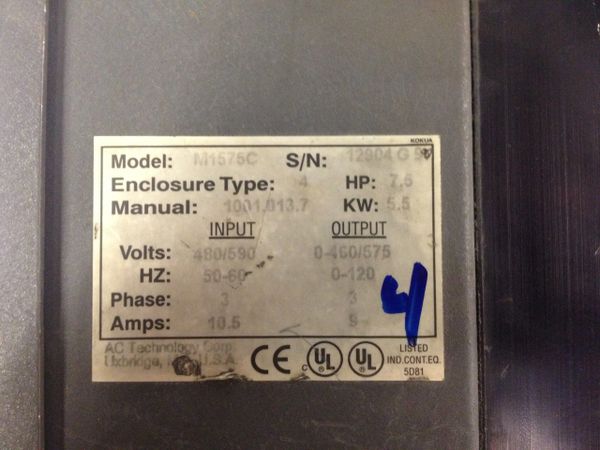 KOKUA
Model: M1575C S/N: 12904 G
Enclosure Type: 4 HP: 7.5
Manual: 1001.013.7 KW: 5.5
INPUT OUTPUT
Volts: 480/590 0-460/575
HZ: 50-60 0-120
Phase: 3 3
Amps: 10.5 9
4
AC Technology Corp.
Uxbridge, U.S.A.
CE c UL UL LISTED
IND.CONT.EQ.
5D81